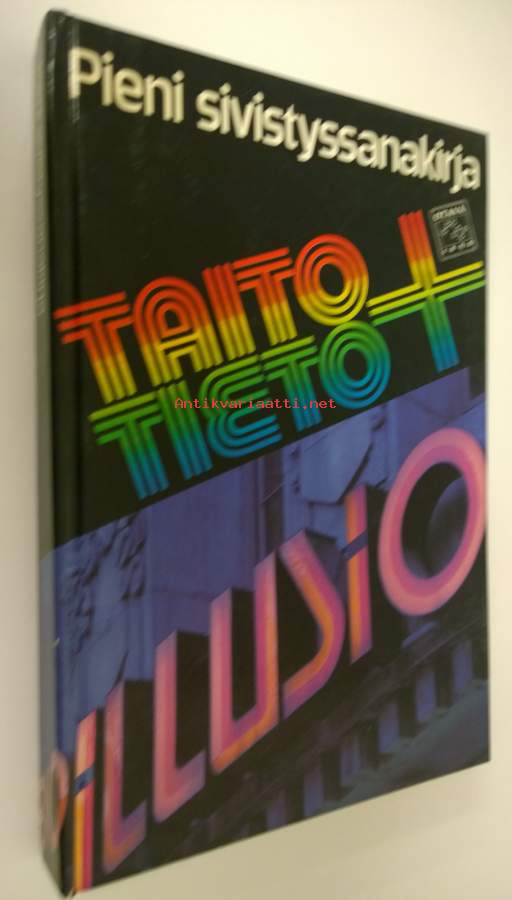 Pieni sivistyssanakirja
TAITO +
TIETO
Antikvariaatti.net
iLLUSiO